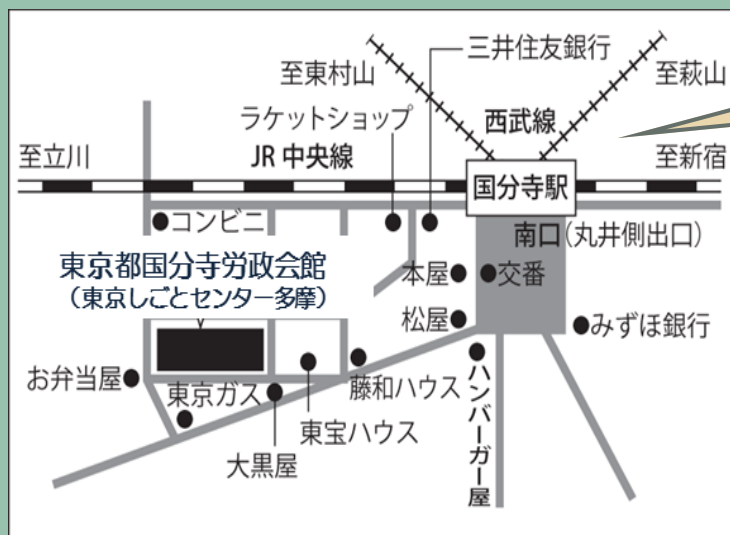 三井住友銀行
至東村山
至萩山
ラケットショップ
西武線
至立川
JR 中央線
至新宿
国分寺駅
コンビニ
南口(丸井側出口)
東京都国分寺労政会館
(東京しごとセンター多摩)
本屋
交番
松屋
みずほ銀行
お弁当屋
東京ガス
藤和ハウス
ハンバーガー屋
東宝ハウス
大黒屋